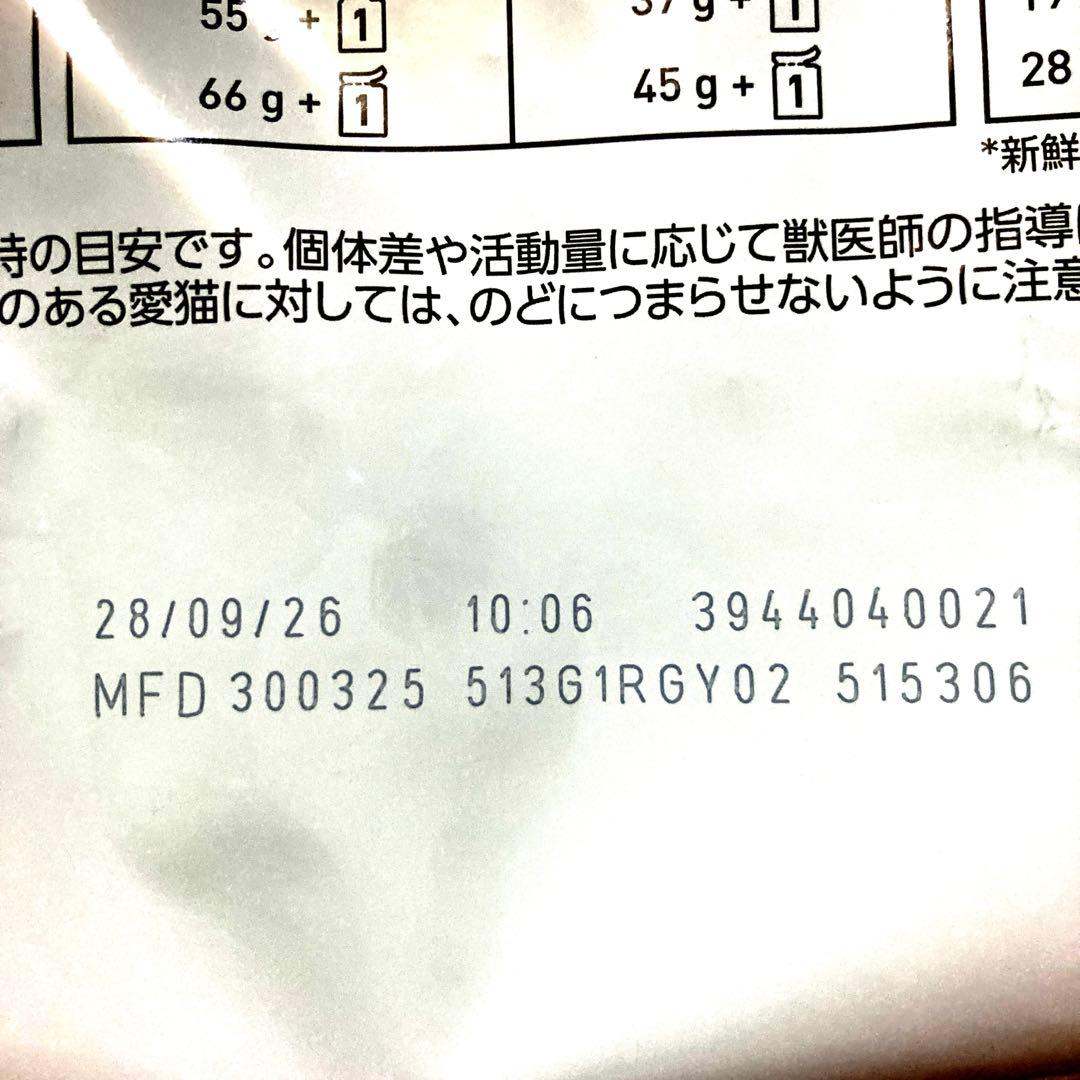 55 g + 1
37 g + 1
17
66 g + 1
45 g + 1
28
*新鮮
時の目安です。個体差や活動量に応じて獣医師の指導に
のある愛猫に対しては、のどにつまらせないように注意
28/09/26 10:06 3944040021
MFD 300325 513G1RGY02 515306